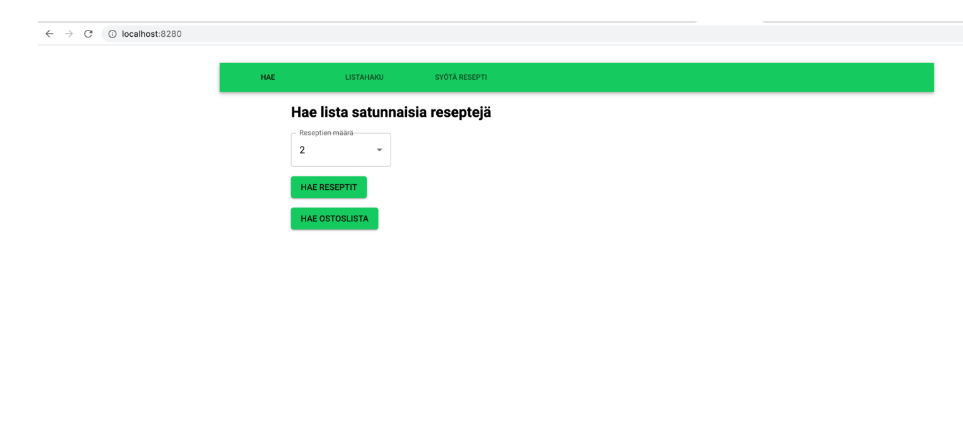 localhost:8280
HAE LISTAHAKU SYÖTÄ RESEPTI
Hae lista satunnaisia reseptejä
Reseptien määrä
2
HAE RESEPTIT
HAE OSTOSLISTA